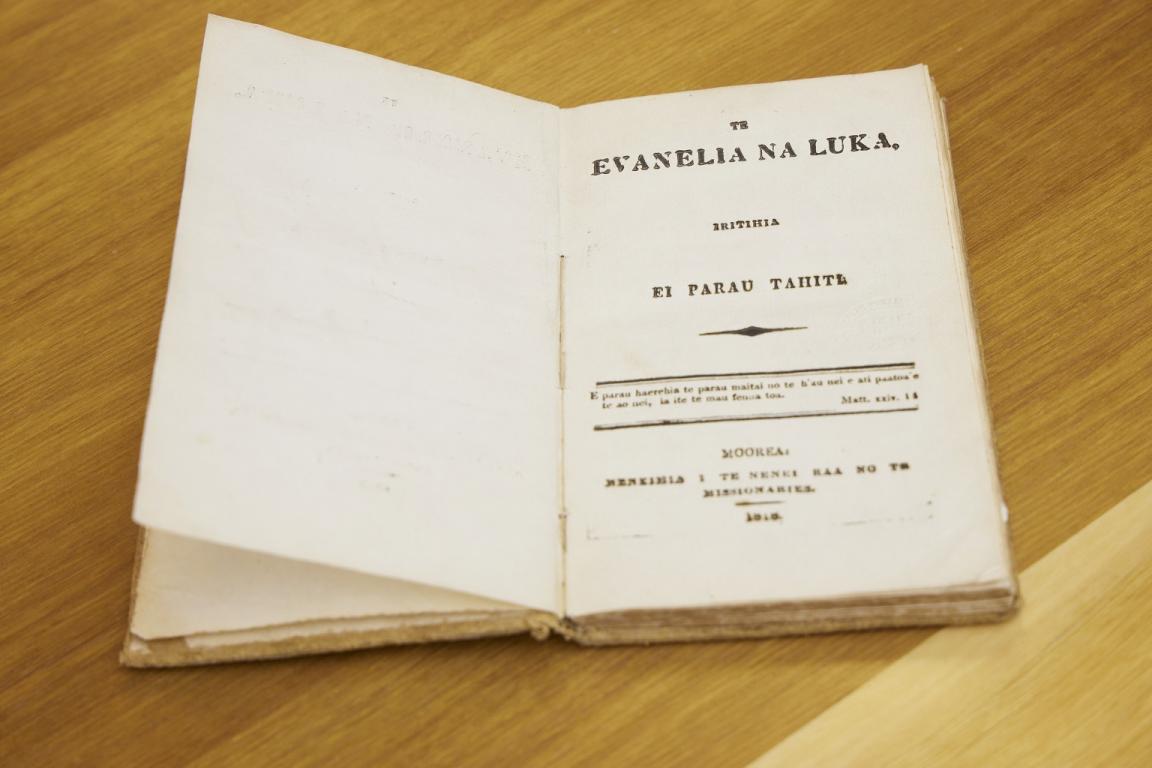 TE
EVANELIA NA LUKA,
IRITIHIA
EI PARAU TAHITI
E parau haerehia te parau maitai no te h'au nei e ati paatoa'e
te ao nei, ia ite te mau fenua toa. Matt. xxiv. 14
MOOREA:
NENEIHIA I TE NENEI RAA NO TE
MISSIONARIES.
1818.